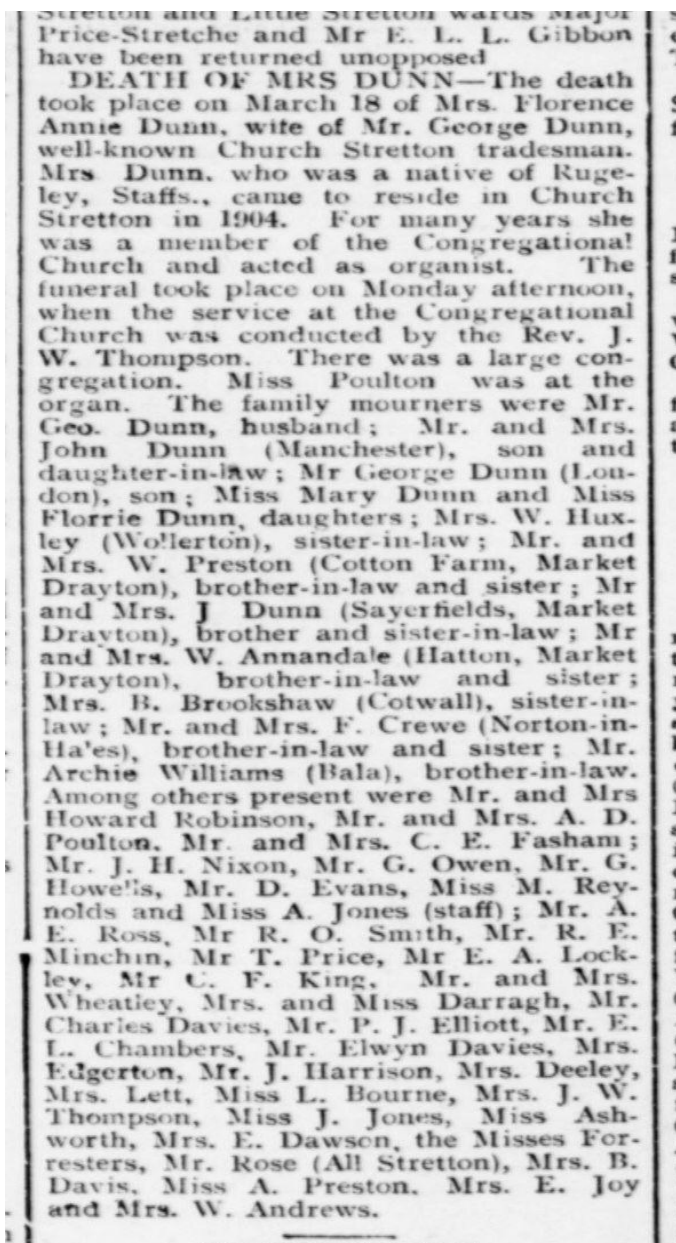 Stretton and Little Stretton wards Major
Price-Stretche and Mr E. L. L. Gibbon
have been returned unopposed
DEATH OF MRS DUNN—The death
took place on March 18 of Mrs. Florence
Annie Dunn, wife of Mr. George Dunn,
well-known Church Stretton tradesman.
Mrs Dunn, who was a native of Ruge-
ley, Staffs., came to reside in Church
Stretton in 1904. For many years she
was a member of the Congregational
Church and acted as organist. The
funeral took place on Monday afternoon,
when the service at the Congregational
Church was conducted by the Rev. J.
W. Thompson. There was a large con-
gregation. Miss Poulton was at the
organ. The family mourners were Mr.
Geo. Dunn, husband; Mr. and Mrs.
John Dunn (Manchester), son and
daughter-in-law; Mr George Dunn (Lon-
don), son; Miss Mary Dunn and Miss
Florrie Dunn, daughters; Mrs. W. Hux-
ley (Wollerton), sister-in-law; Mr. and
Mrs. W. Preston (Cotton Farm, Market
Drayton), brother-in-law and sister; Mr
and Mrs. J Dunn (Sayerfields, Market
Drayton), brother and sister-in-law; Mr
and Mrs. W. Annandale (Hatton, Market
Drayton), brother-in-law and sister;
Mrs. B. Brookshaw (Cotwall), sister-in-
law; Mr. and Mrs. F. Crewe (Norton-in-
Hales), brother-in-law and sister; Mr.
Archie Williams (Bala), brother-in-law.
Among others present were Mr. and Mrs
Howard Robinson, Mr. and Mrs. A. D.
Poulton, Mr. and Mrs. C. E. Fasham;
Mr. J. H. Nixon, Mr. G. Owen, Mr. G.
Howells, Mr. D. Evans, Miss M. Rey-
nolds and Miss A. Jones (staff); Mr. A.
E. Ross, Mr R. O. Smith, Mr. R. E.
Minchin, Mr T. Price, Mr E. A. Lock-
ley, Mr C. F. King, Mr. and Mrs.
Wheatley, Mrs. and Miss Darragh, Mr.
Charles Davies, Mr. P. J. Elliott, Mr. E.
L. Chambers, Mr. Elwyn Davies, Mrs.
Edgerton, Mr. J. Harrison, Mrs. Deeley,
Mrs. Lett, Miss L. Bourne, Mrs. J. W.
Thompson, Miss J. Jones, Miss Ash-
worth, Mrs. E. Dawson, the Misses For-
resters, Mr. Rose (All Stretton), Mrs. B.
Davis, Miss A. Preston, Mrs. E. Joy
and Mrs. W. Andrews.